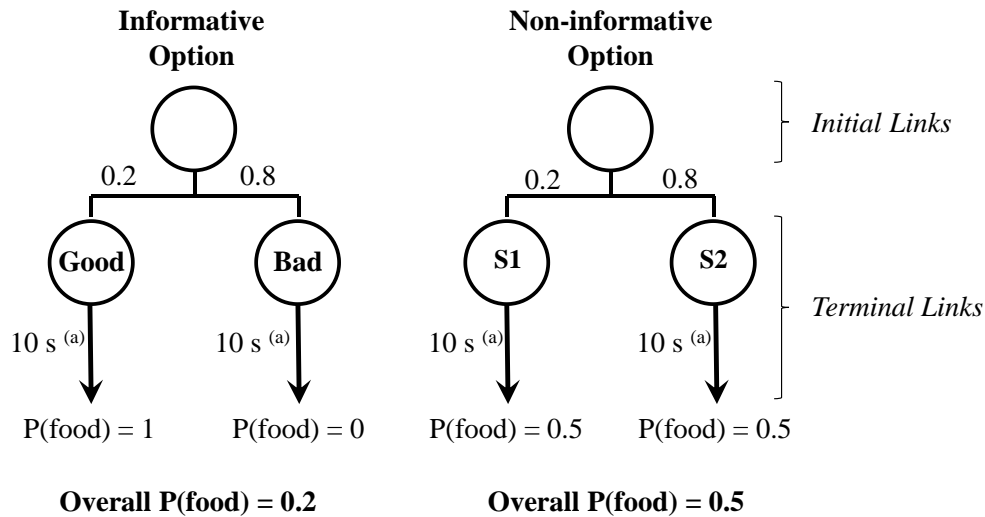 Informative Option
Non-informative Option
Initial Links
0.2 0.8
0.2 0.8
Good Bad
S1 S2
Terminal Links
10 s (a) 10 s (a)
10 s (a) 10 s (a)
P(food) = 1 P(food) = 0
P(food) = 0.5 P(food) = 0.5
Overall P(food) = 0.2
Overall P(food) = 0.5